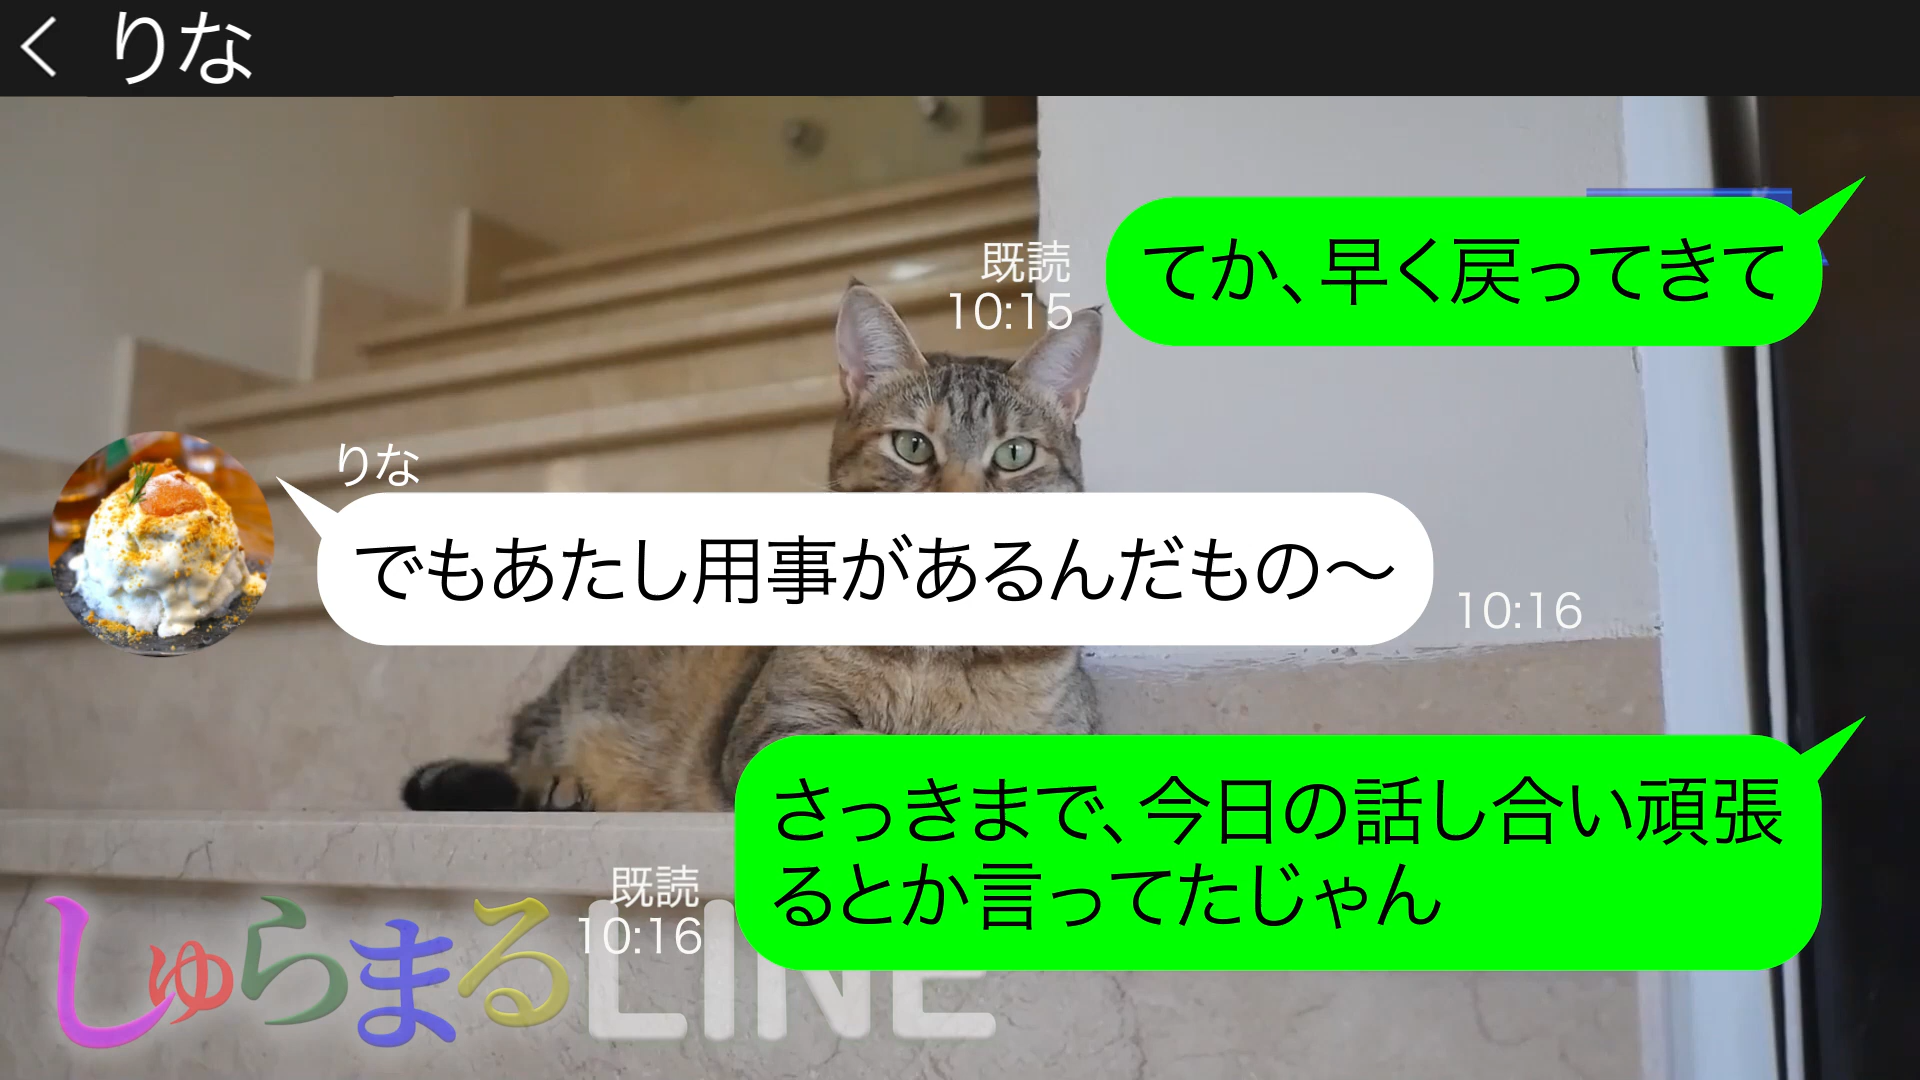 りな
てか、早く戻ってきて
既読
10:15
りな
でもあたし用事があるんだもの〜
10:16
さっきまで、今日の話し合い頑張
るとか言ってたじゃん
既読
10:16
しゅらまるLINE